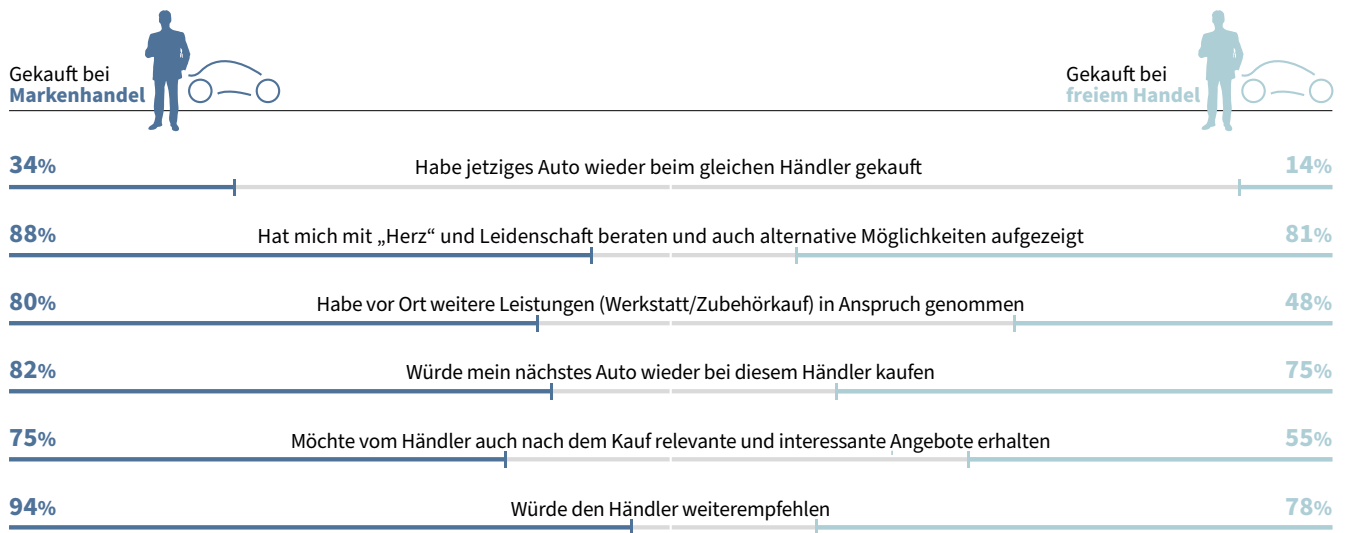 Gekauft bei
Markenhandel
Gekauft bei
freiem Handel
34%
Habe jetziges Auto wieder beim gleichen Händler gekauft
14%
88%
Hat mich mit „Herz“ und Leidenschaft beraten und auch alternative Möglichkeiten aufgezeigt
81%
80%
Habe vor Ort weitere Leistungen (Werkstatt/Zubehörkauf) in Anspruch genommen
48%
82%
Würde mein nächstes Auto wieder bei diesem Händler kaufen
75%
75%
Möchte vom Händler auch nach dem Kauf relevante und interessante Angebote erhalten
55%
94%
Würde den Händler weiterempfehlen
78%